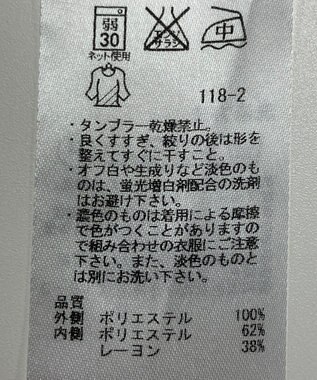 弱
30
ネット使用
エンソ
サラシ
中
118-2
・タンブラー乾燥禁止。
・良くすすぎ、絞りの後は形を
整えてすぐに干すこと。
・オフ白や生成りなど淡色のも
のは、蛍光増白剤配合の洗剤
はお避け下さい。
・濃色のものは着用による摩擦
で色がつくことがありますの
で組み合わせの衣服にご注意
下さい。また、淡色のものと
は別にお洗い下さい。
品質
外側 ポリエステル 100%
内側 ポリエステル 62%
レーヨン 38%